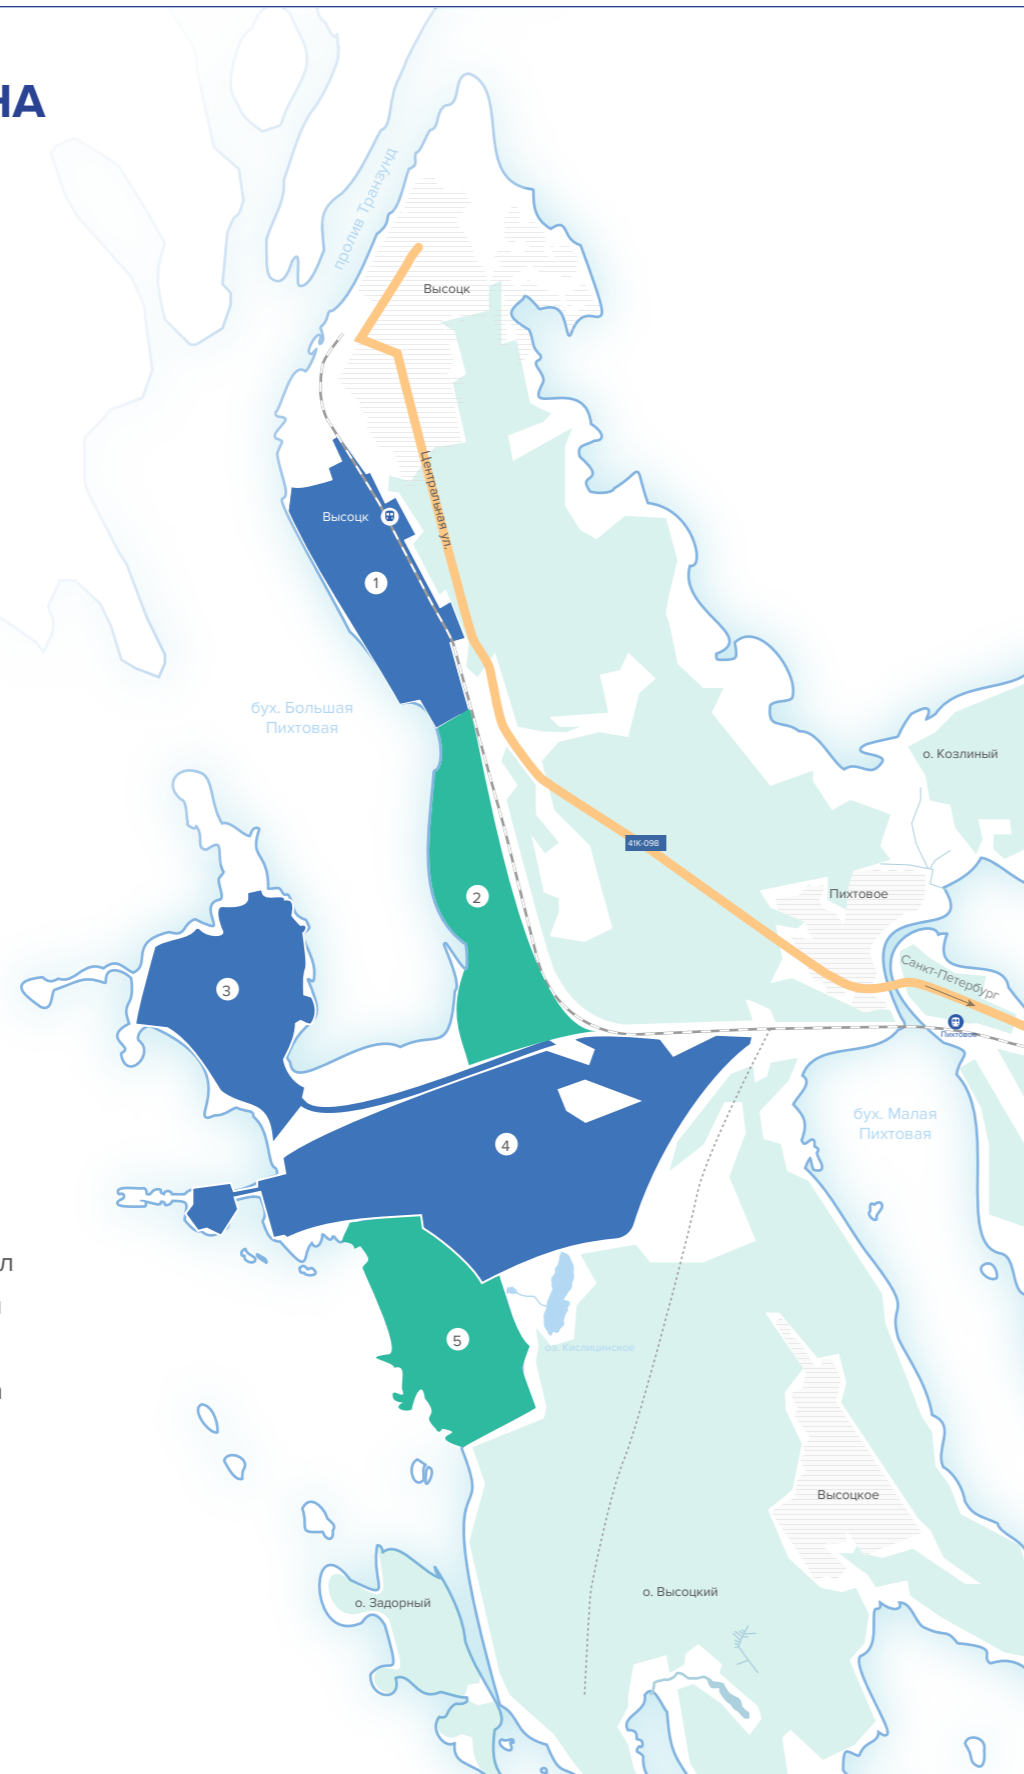 НА
пролив Транзунд
Высоцк
Центральная ул.
Высоцк
1
бух. Большая
Пихтовая
о. Козлиный
41К-098
2
Пихтовое
3
Санкт-Петербург
Пихтовое
бух. Малая
Пихтовая
4
л
5
оз. Кислицинское
Высоцкое
о. Высоцкий
о. Задорный